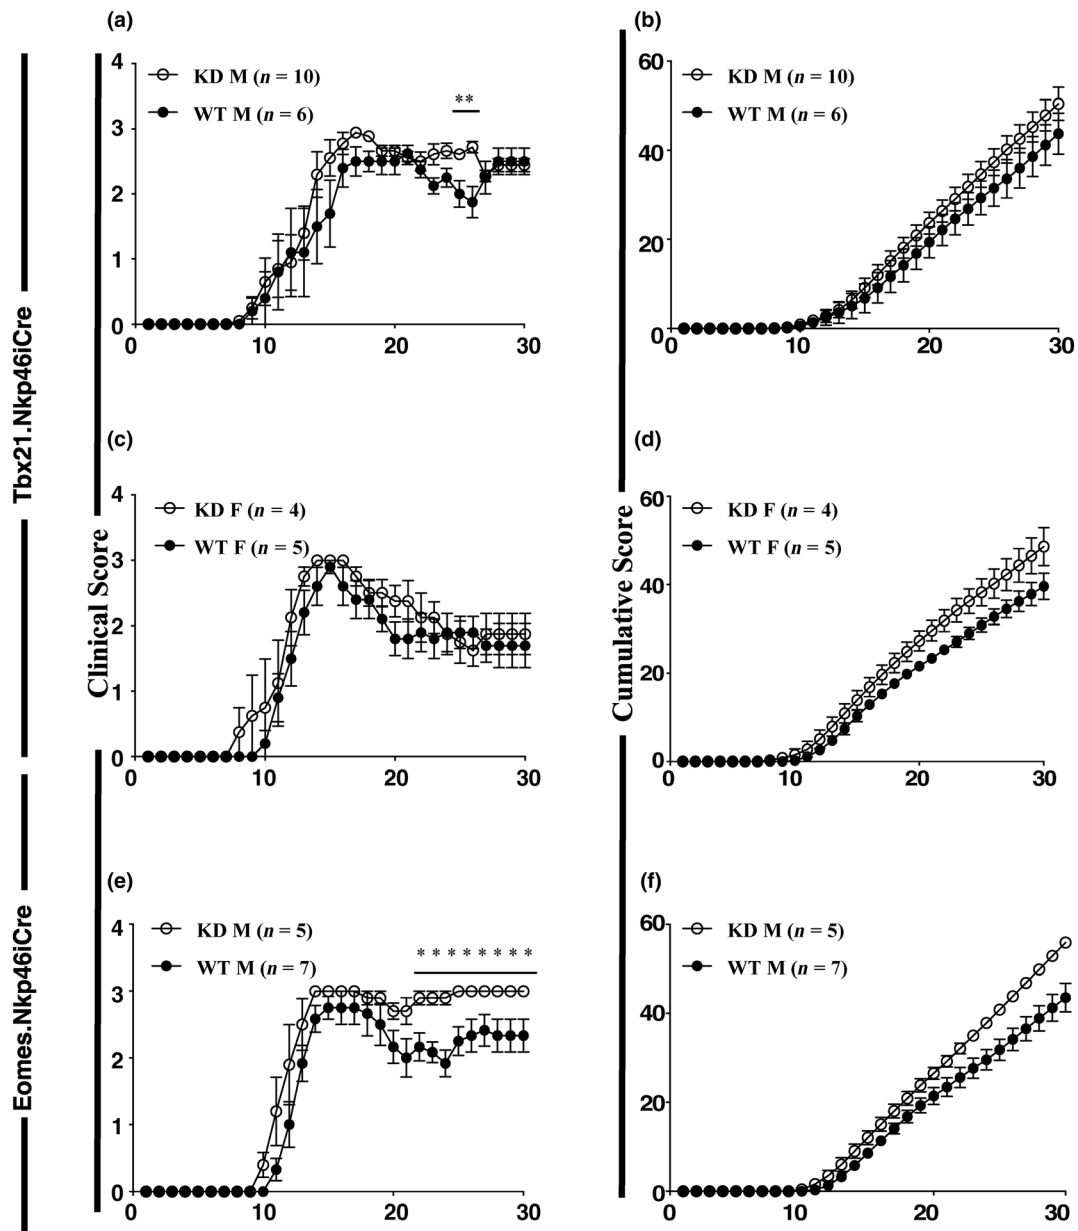 (a)
(b)
4
3
2
1
0
0
10
20
30
KD M (n = 10)
WT M (n = 6)
**
60
40
20
0
0
10
20
30
KD M (n = 10)
WT M (n = 6)
Tbx21.Nkp46iCre
(c)
(d)
Clinical Score
4
3
2
1
0
0
10
20
30
KD F (n = 4)
WT F (n = 5)
Cumulative Score
60
40
20
0
0
10
20
30
KD F (n = 4)
WT F (n = 5)
Eomes.Nkp46iCre
(e)
(f)
4
3
2
1
0
0
10
20
30
KD M (n = 5)
WT M (n = 7)
* * * * * * * *
60
40
20
0
0
10
20
30
KD M (n = 5)
WT M (n = 7)